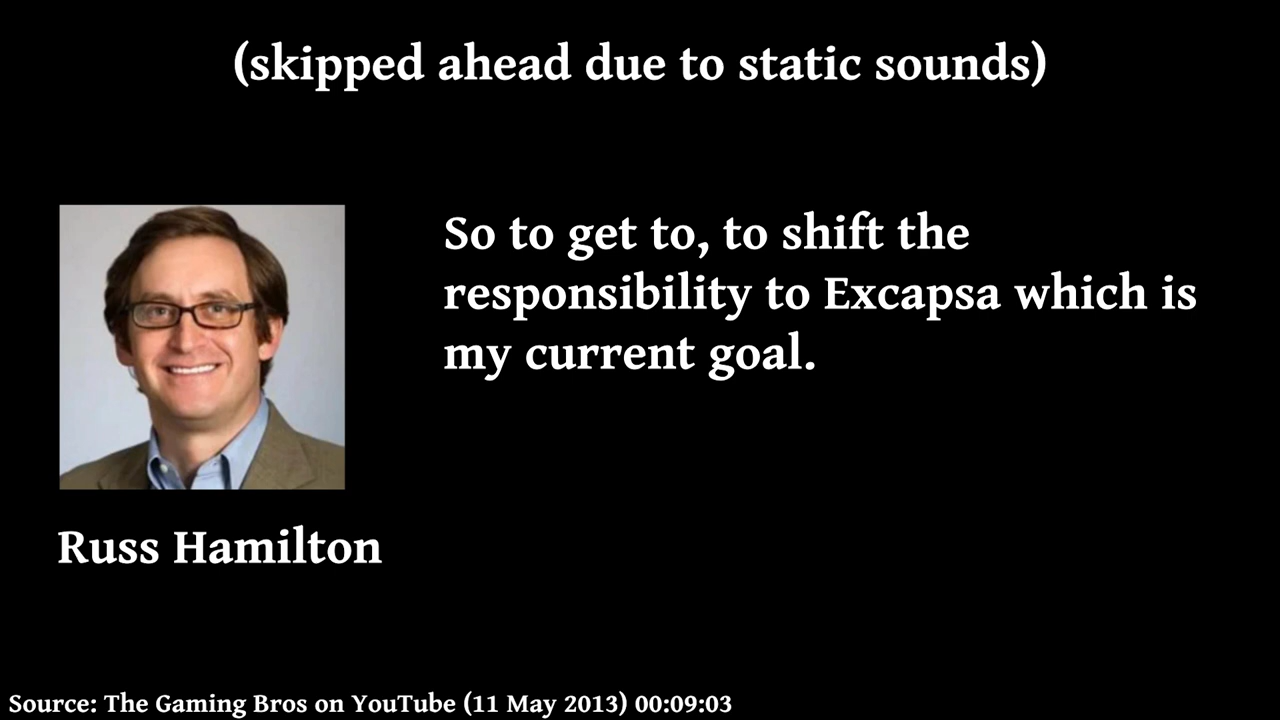 (skipped ahead due to static sounds)
So to get to, to shift the
responsibility to Excapsa which is
my current goal.
Russ Hamilton
Source: The Gaming Bros on YouTube (11 May 2013) 00:09:03